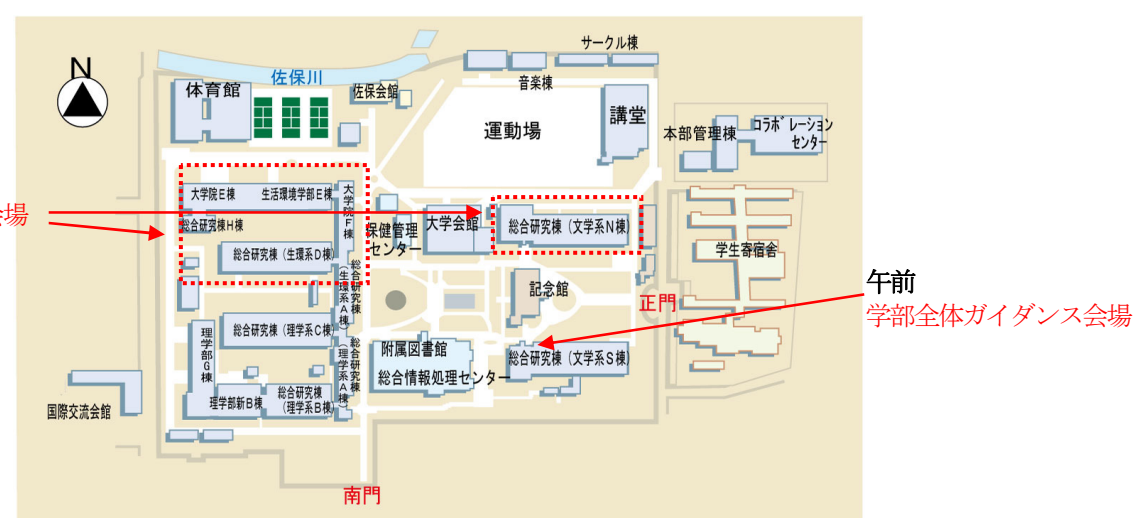 サークル棟
N
佐保川
音楽棟
体育館
佐保会館
講堂
運動場
本部管理棟
コラボレーション
センター
大学院E棟
生活環境学部E棟
大学院F棟
会場
総合研究棟H棟
保健管理
センター
大学会館
総合研究棟(文学系N棟)
総合研究棟(生環系D棟)
学生寄宿舎
総合研究棟
(生環系A棟)
記念館
正門
午前
学部全体ガイダンス会場
理学部G棟
総合研究棟(理学系C棟)
総合研究棟
(理学系A棟)
附属図書館
総合情報処理センター
総合研究棟(文学系S棟)
国際交流会館
理学部新B棟
総合研究棟
(理学系B棟)
南門